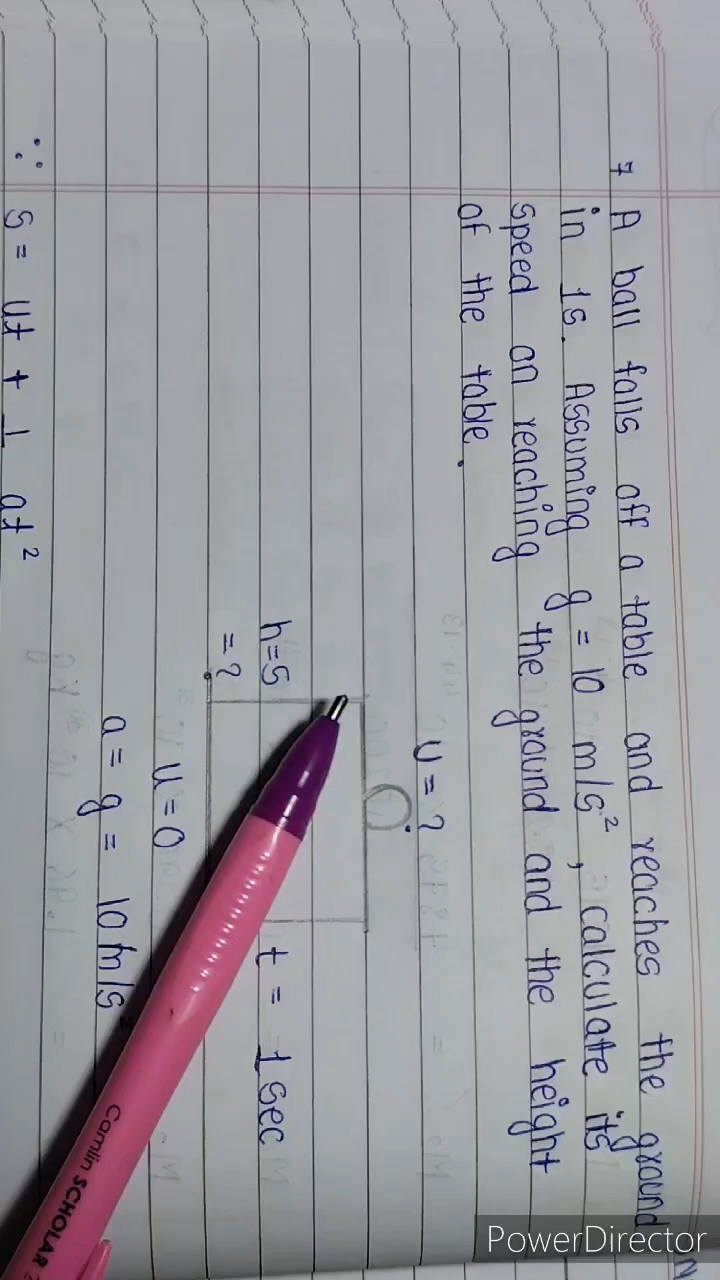 7 A ball falls off a table and reaches the ground
in 1s. Assuming g = 10 m/s², calculate its
speed on reaching the ground and the height
of the table.
v = ?
h=s
= ?
t = 1 sec
u = 0
a = g = 10 m/s²
∵ s = ut + 1 at²
Camlin SCHOLAR
PowerDirector